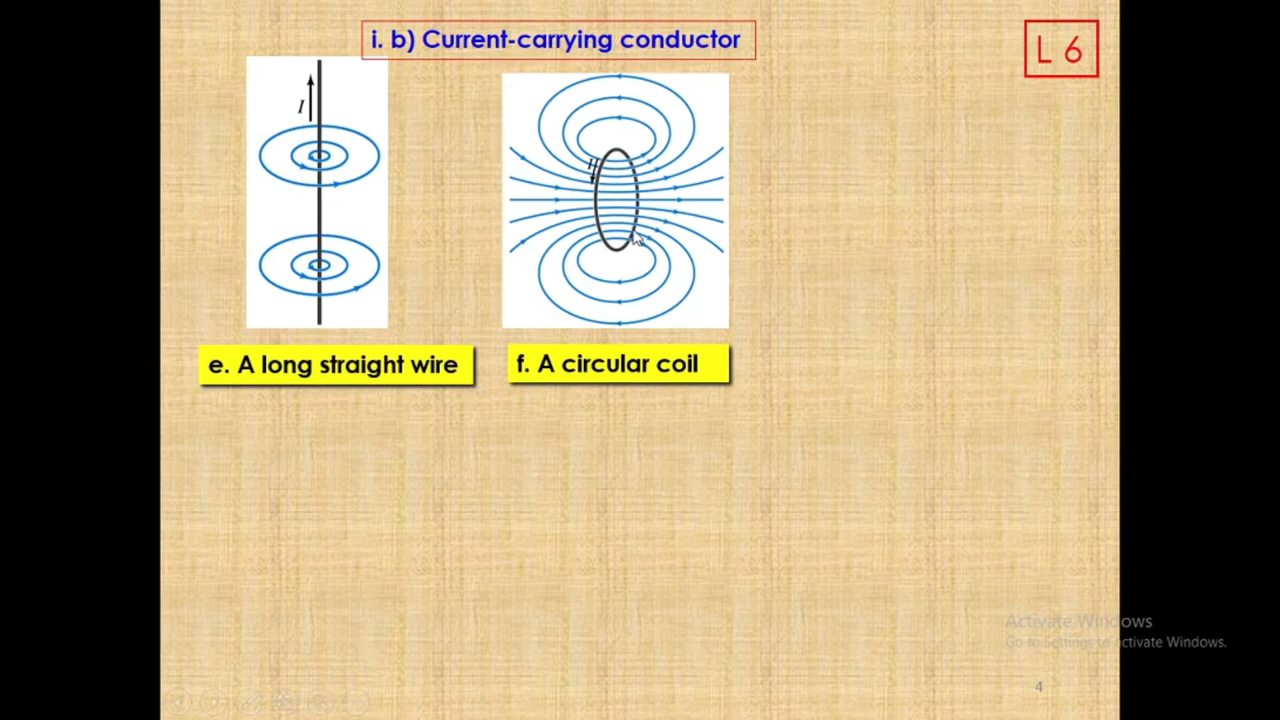 i. b) Current-carrying conductor
L 6
I
e. A long straight wire
f. A circular coil
Activate Windows
Go to Settings to activate Windows.
4